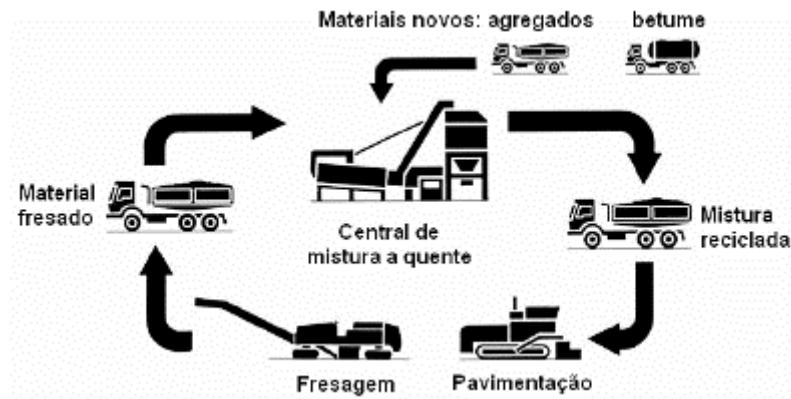 Materiais novos: agregados betume
Material
fresado
Central de
mistura a quente
Mistura
reciclada
Fresagem
Pavimentação